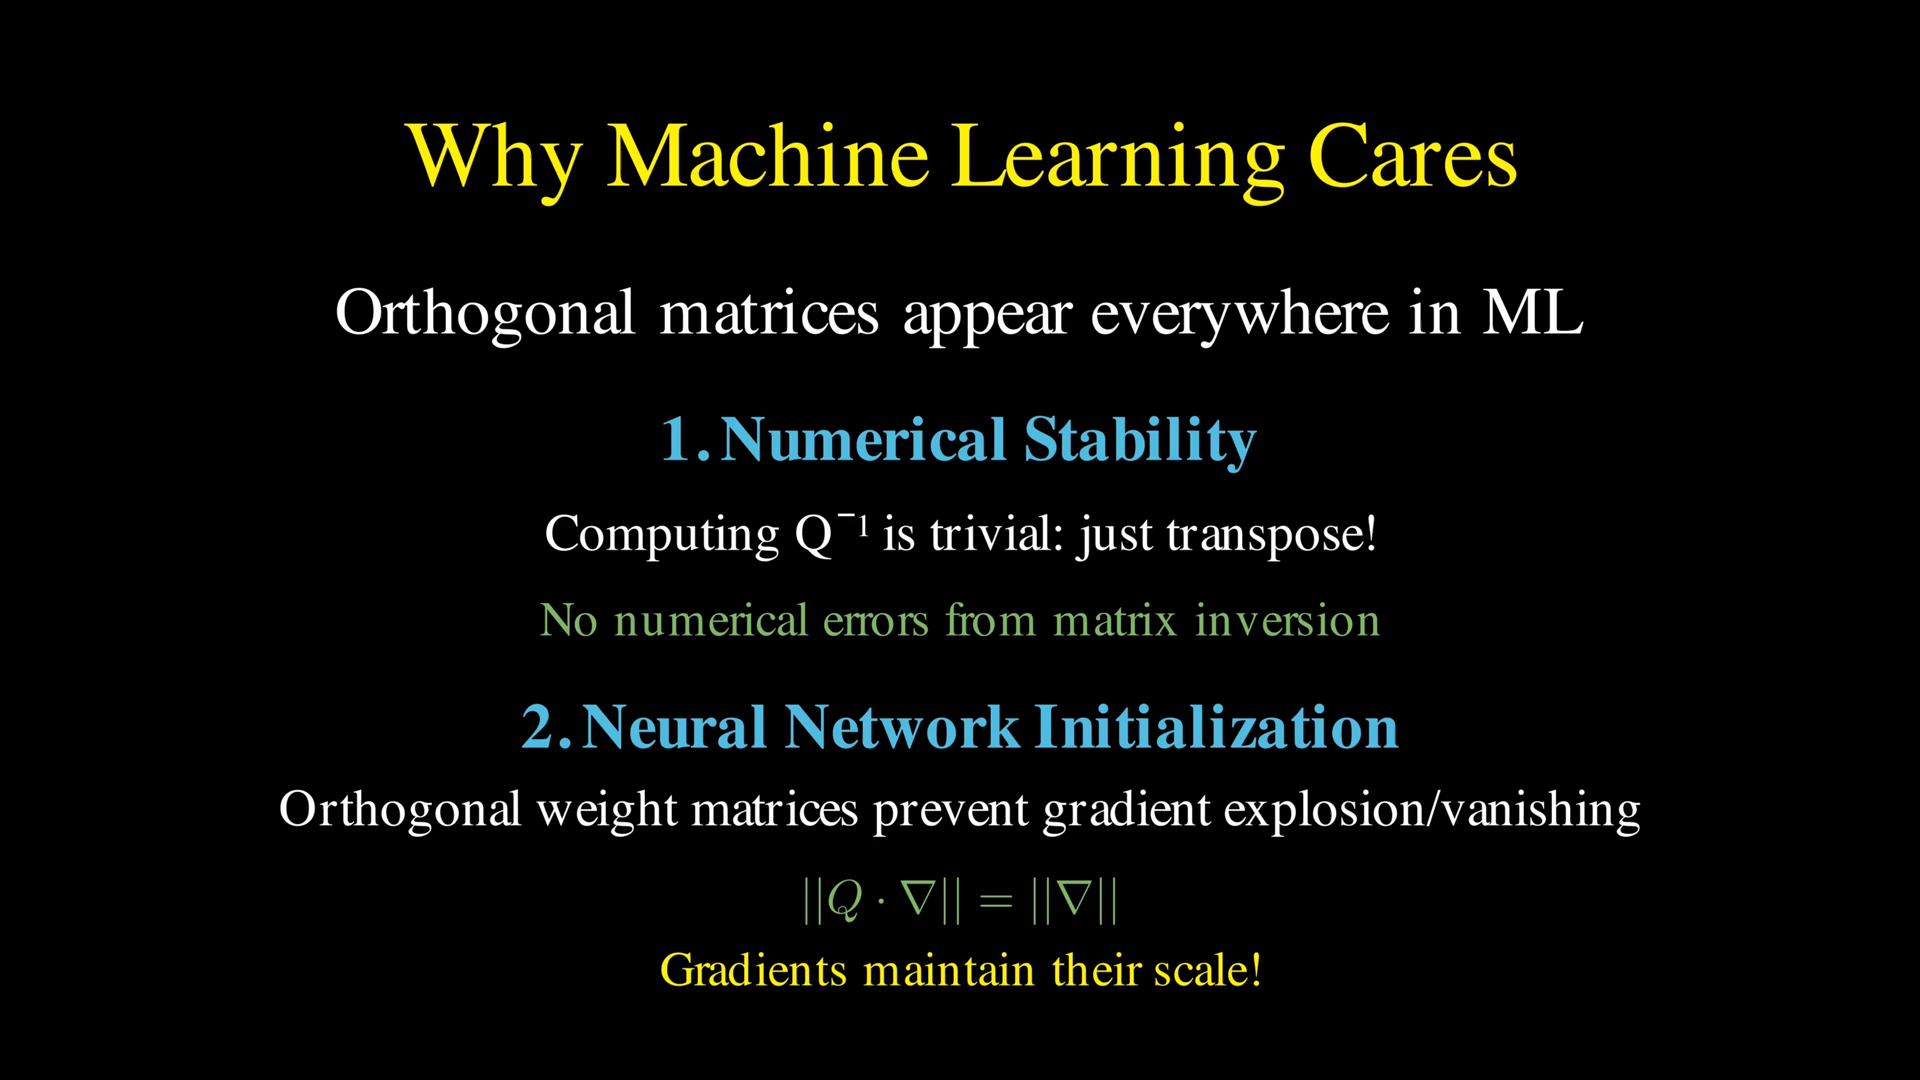 Why Machine Learning Cares
Orthogonal matrices appear everywhere in ML
1. Numerical Stability
Computing Q⁻¹ is trivial: just transpose!
No numerical errors from matrix inversion
2. Neural Network Initialization
Orthogonal weight matrices prevent gradient explosion/vanishing
||Q · ∇|| = ||∇||
Gradients maintain their scale!